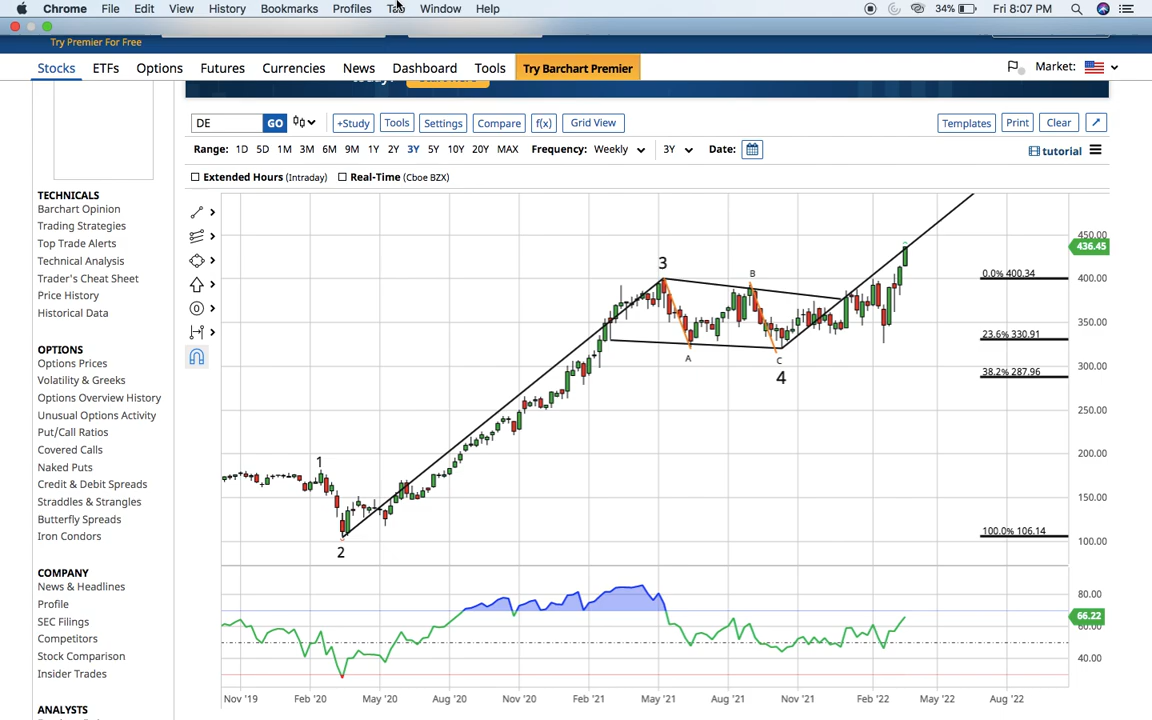 Chrome File Edit View History Bookmarks Profiles Tab Window Help 34% Fri 8:07 PM
Try Premier For Free
Stocks ETFs Options Futures Currencies News Dashboard Tools Try Barchart Premier Market:
DE GO +Study Tools Settings Compare f(x) Grid View Templates Print Clear
Range: 1D 5D 1M 3M 6M 9M 1Y 2Y 3Y 5Y 10Y 20Y MAX Frequency: Weekly 3Y Date: tutorial
Extended Hours (Intraday) Real-Time (Cboe BZX)
TECHNICALS
Barchart Opinion
Trading Strategies
Top Trade Alerts
Technical Analysis
Trader's Cheat Sheet
Price History
Historical Data
OPTIONS
Options Prices
Volatility & Greeks
Options Overview History
Unusual Options Activity
Put/Call Ratios
Covered Calls
Naked Puts
Credit & Debit Spreads
Straddles & Strangles
Butterfly Spreads
Iron Condors
COMPANY
News & Headlines
Profile
SEC Filings
Competitors
Stock Comparison
Insider Trades
ANALYSTS
450.00
436.45
400.00
350.00
300.00
250.00
200.00
150.00
100.00
0.0% 400.34
23.6% 330.91
38.2% 287.96
100.0% 106.14
1
2
3
4
A
B
C
80.00
66.22
60.00
40.00
Nov '19 Feb '20 May '20 Aug '20 Nov '20 Feb '21 May '21 Aug '21 Nov '21 Feb '22 May '22 Aug '22